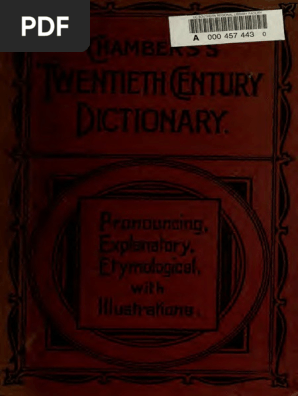 PDF
A 000 457 443 0
CHAMBERS'S
TWENTIETH CENTURY
DICTIONARY.
Pronouncing,
Explanatory,
Etymological,
with
Illustrations.